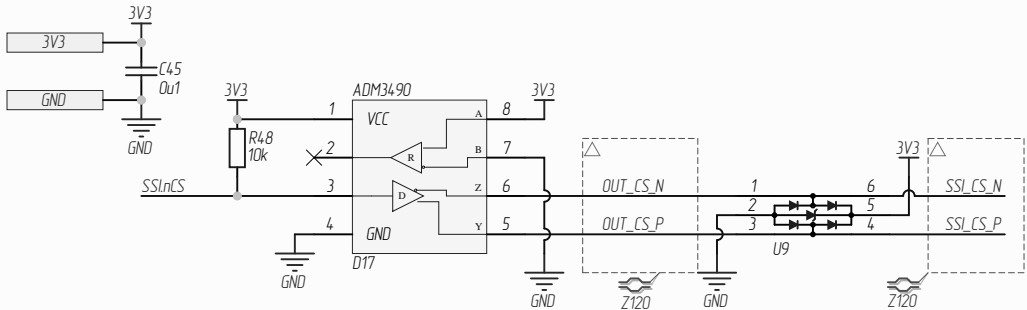 3V3
3V3
C45
0u1
GND
GND
3V3
ADM3490
3V3
1
VCC
A
8
R48
10k
2
R
B
7
3V3
SSInCS
3
D
Z
6
OUT_CS_N
1
6
SSI_CS_N
2
5
4
GND
Y
5
OUT_CS_P
3
4
SSI_CS_P
D17
U9
GND
GND
Z120
GND
Z120